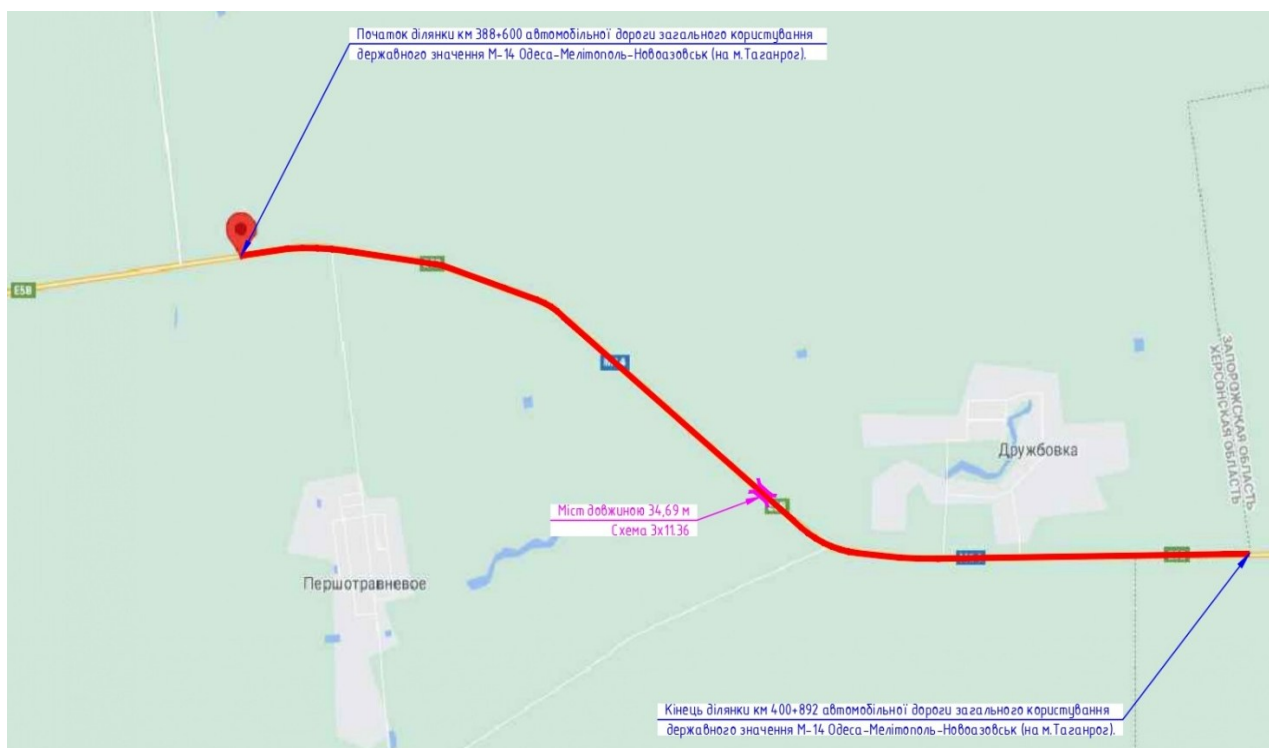 Початок ділянки км 388+600 автомобільної дороги загального користування
державного значення М-14 Одеса-Мелітополь-Новоазовськ (на м.Таганрог).
E58
ЗАПОРОЖСКАЯ ОБЛАСТЬ
ХЕРСОНСКАЯ ОБЛАСТЬ
Дружбовка
Міст довжиною 34,69 м
Схема 3х11.36
Першотравневое
Кінець ділянки км 400+892 автомобільної дороги загального користування
державного значення М-14 Одеса-Мелітополь-Новоазовськ (на м.Таганрог).